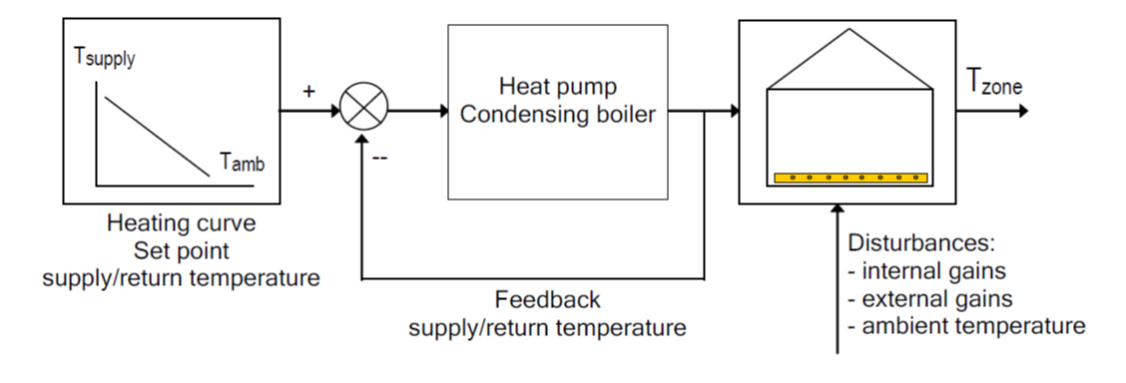 Tsupply
Tamb
Heating curve
Set point
supply/return temperature
+
--
Heat pump
Condensing boiler
Feedback
supply/return temperature
Tzone
Disturbances:
- internal gains
- external gains
- ambient temperature